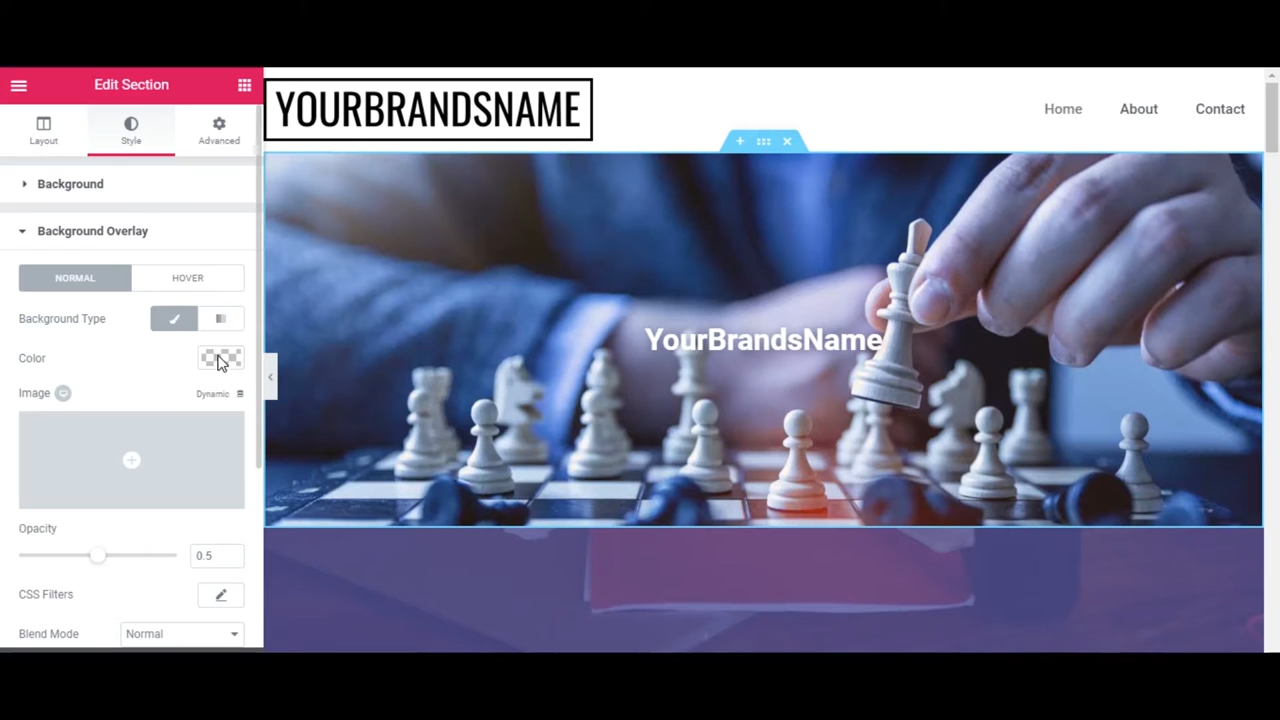 Edit Section
Layout
Style
Advanced
Background
Background Overlay
NORMAL
HOVER
Background Type
Color
Image
Dynamic
Opacity
0.5
CSS Filters
Blend Mode
Normal
YOURBRANDSNAME
Home
About
Contact
YourBrandsName